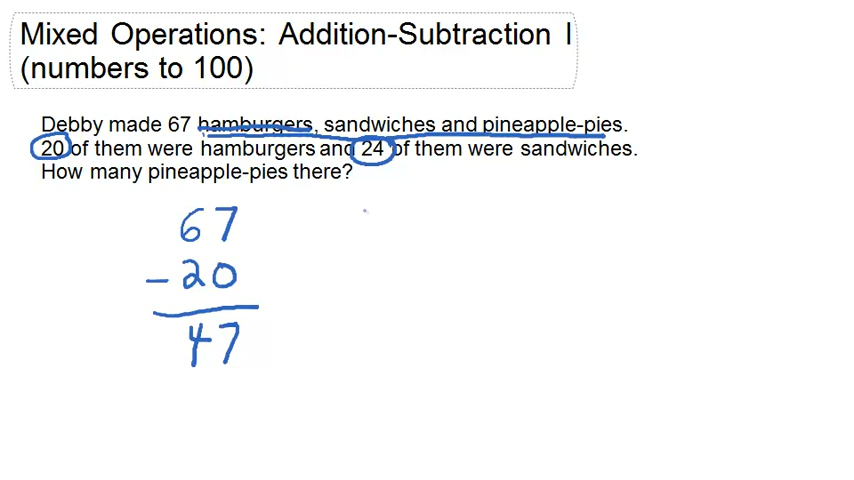 Mixed Operations: Addition-Subtraction I
(numbers to 100)
Debby made 67 hamburgers, sandwiches and pineapple-pies.
20 of them were hamburgers and 24 of them were sandwiches.
How many pineapple-pies there?
67
- 20
47